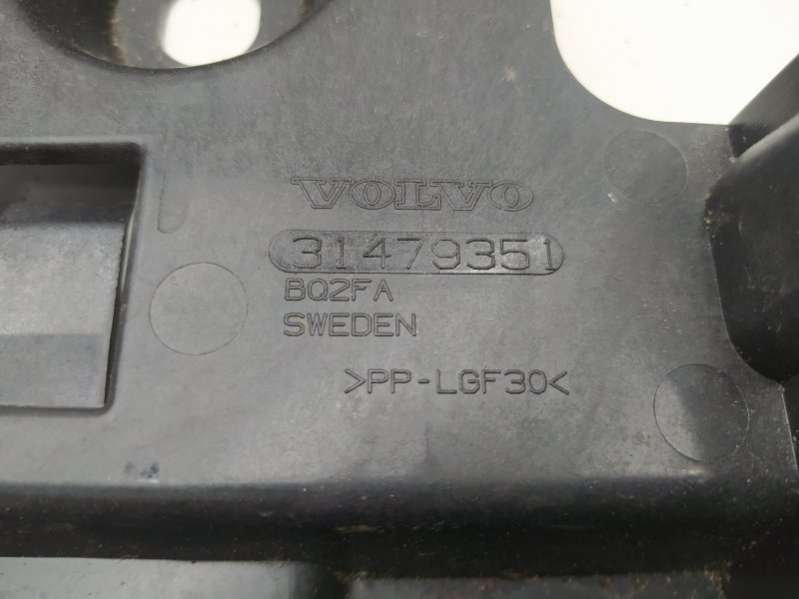 VOLVO
31479351
BQ2FA
SWEDEN
>PP-LGF30<